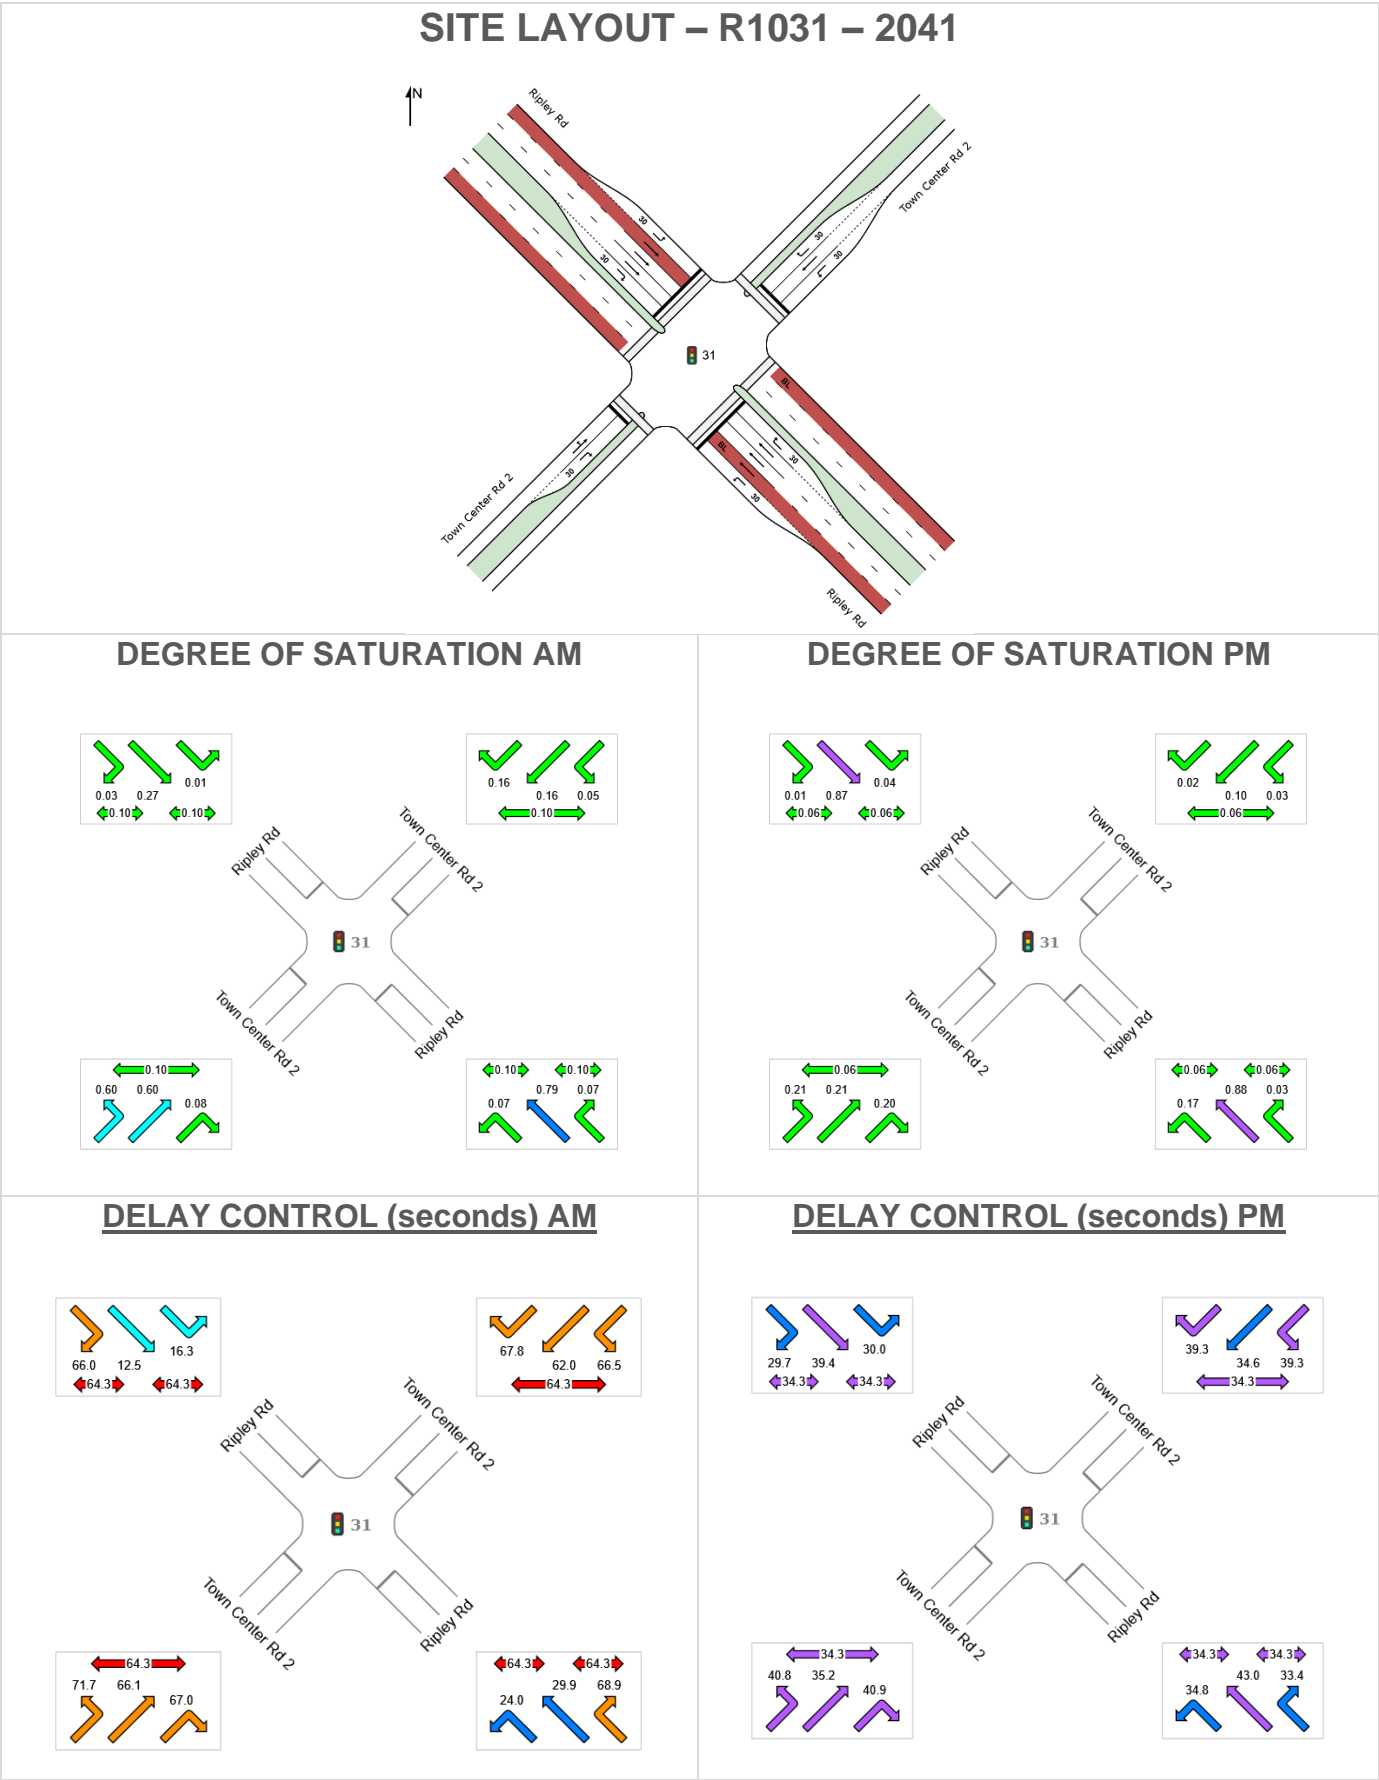 SITE LAYOUT – R1031 – 2041
N
Ripley Rd
Town Center Rd 2
30
30
30
30
31
BL
BL
30
30
30
Town Center Rd 2
Ripley Rd
DEGREE OF SATURATION AM
0.03 0.27 0.01
0.10 0.10
0.16 0.16 0.05
0.10
Ripley Rd
Town Center Rd 2
31
Town Center Rd 2
Ripley Rd
0.10
0.60 0.60 0.08
0.10 0.10
0.07 0.79 0.07
DEGREE OF SATURATION PM
0.01 0.87 0.04
0.06 0.06
0.02 0.10 0.03
0.06
Ripley Rd
Town Center Rd 2
31
Town Center Rd 2
Ripley Rd
0.06
0.21 0.21 0.20
0.06 0.06
0.17 0.88 0.03
DELAY CONTROL (seconds) AM
66.0 12.5 16.3
64.3 64.3
67.8 62.0 66.5
64.3
Ripley Rd
Town Center Rd 2
31
Town Center Rd 2
Ripley Rd
64.3
71.7 66.1 67.0
64.3 64.3
24.0 29.9 68.9
DELAY CONTROL (seconds) PM
29.7 39.4 30.0
34.3 34.3
39.3 34.6 39.3
34.3
Ripley Rd
Town Center Rd 2
31
Town Center Rd 2
Ripley Rd
34.3
40.8 35.2 40.9
34.3 34.3
34.8 43.0 33.4